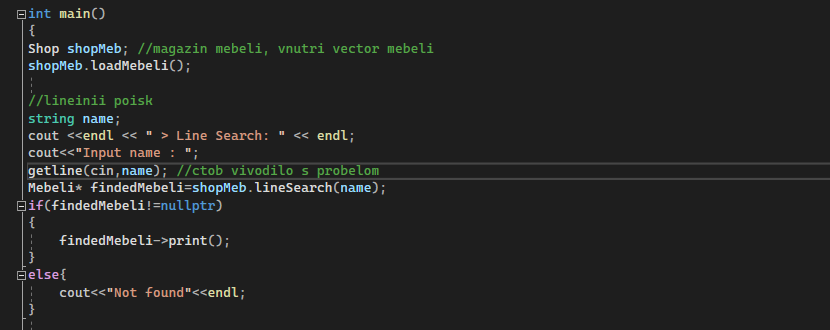 int main()
{
Shop shopMeb; //magazin mebeli, vnutri vector mebeli
shopMeb.loadMebeli();
//lineinii poisk
string name;
cout <<endl << " > Line Search: " << endl;
cout<<"Input name : ";
getline(cin,name); //ctob vivodilo s probelom
Mebeli* findedMebeli=shopMeb.lineSearch(name);
if(findedMebeli!=nullptr)
{
    findedMebeli->print();
}
else{
    cout<<"Not found"<<endl;
}